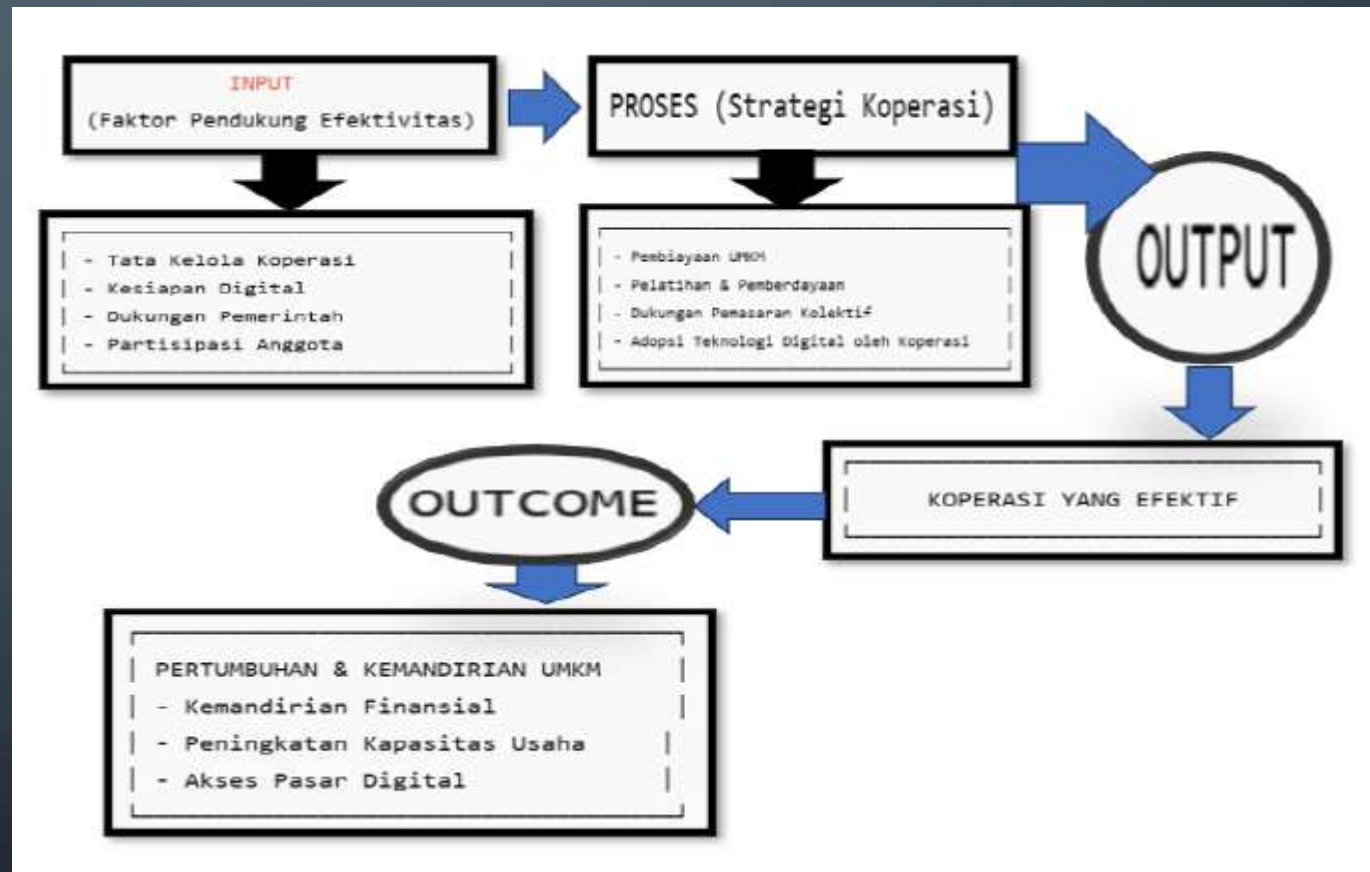 INPUT
(Faktor Pendukung Efektivitas)
- Tata Kelola Koperasi
- Kesiapan Digital
- Dukungan Pemerintah
- Partisipasi Anggota
PROSES (Strategi Koperasi)
- Pembiayaan UMKM
- Pelatihan & Pemberdayaan
- Dukungan Pemasaran Kolektif
- Adopsi Teknologi Digital oleh Koperasi
OUTPUT
KOPERASI YANG EFEKTIF
OUTCOME
PERTUMBUHAN & KEMANDIRIAN UMKM
- Kemandirian Finansial
- Peningkatan Kapasitas Usaha
- Akses Pasar Digital